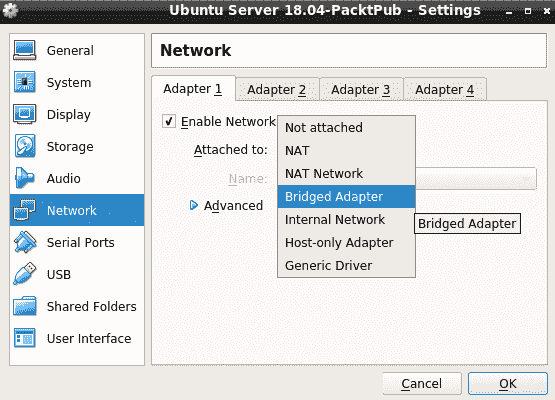 Ubuntu Server 18.04-PacktPub - Settings
General
System
Display
Storage
Audio
Network
Serial Ports
USB
Shared Folders
User Interface
Network
Adapter 1 Adapter 2 Adapter 3 Adapter 4
Enable Network
Attached to:
Name:
Advanced
Not attached
NAT
NAT Network
Bridged Adapter
Internal Network
Host-only Adapter
Generic Driver
Bridged Adapter
Cancel OK